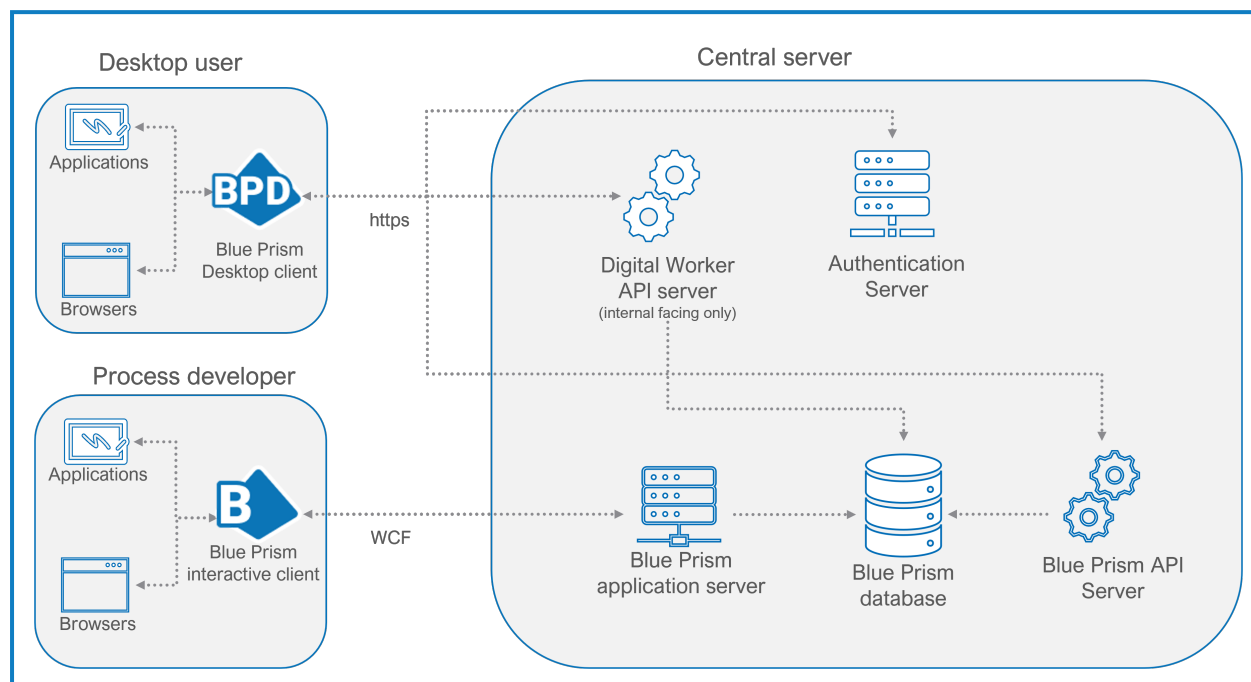 Desktop user
Applications
BPD
Blue Prism
Desktop client
Browsers
https
Process developer
Applications
B
Blue Prism
interactive client
Browsers
WCF
Central server
Digital Worker
API server
(internal facing only)
Authentication
Server
Blue Prism
application server
Blue Prism
database
Blue Prism API
Server